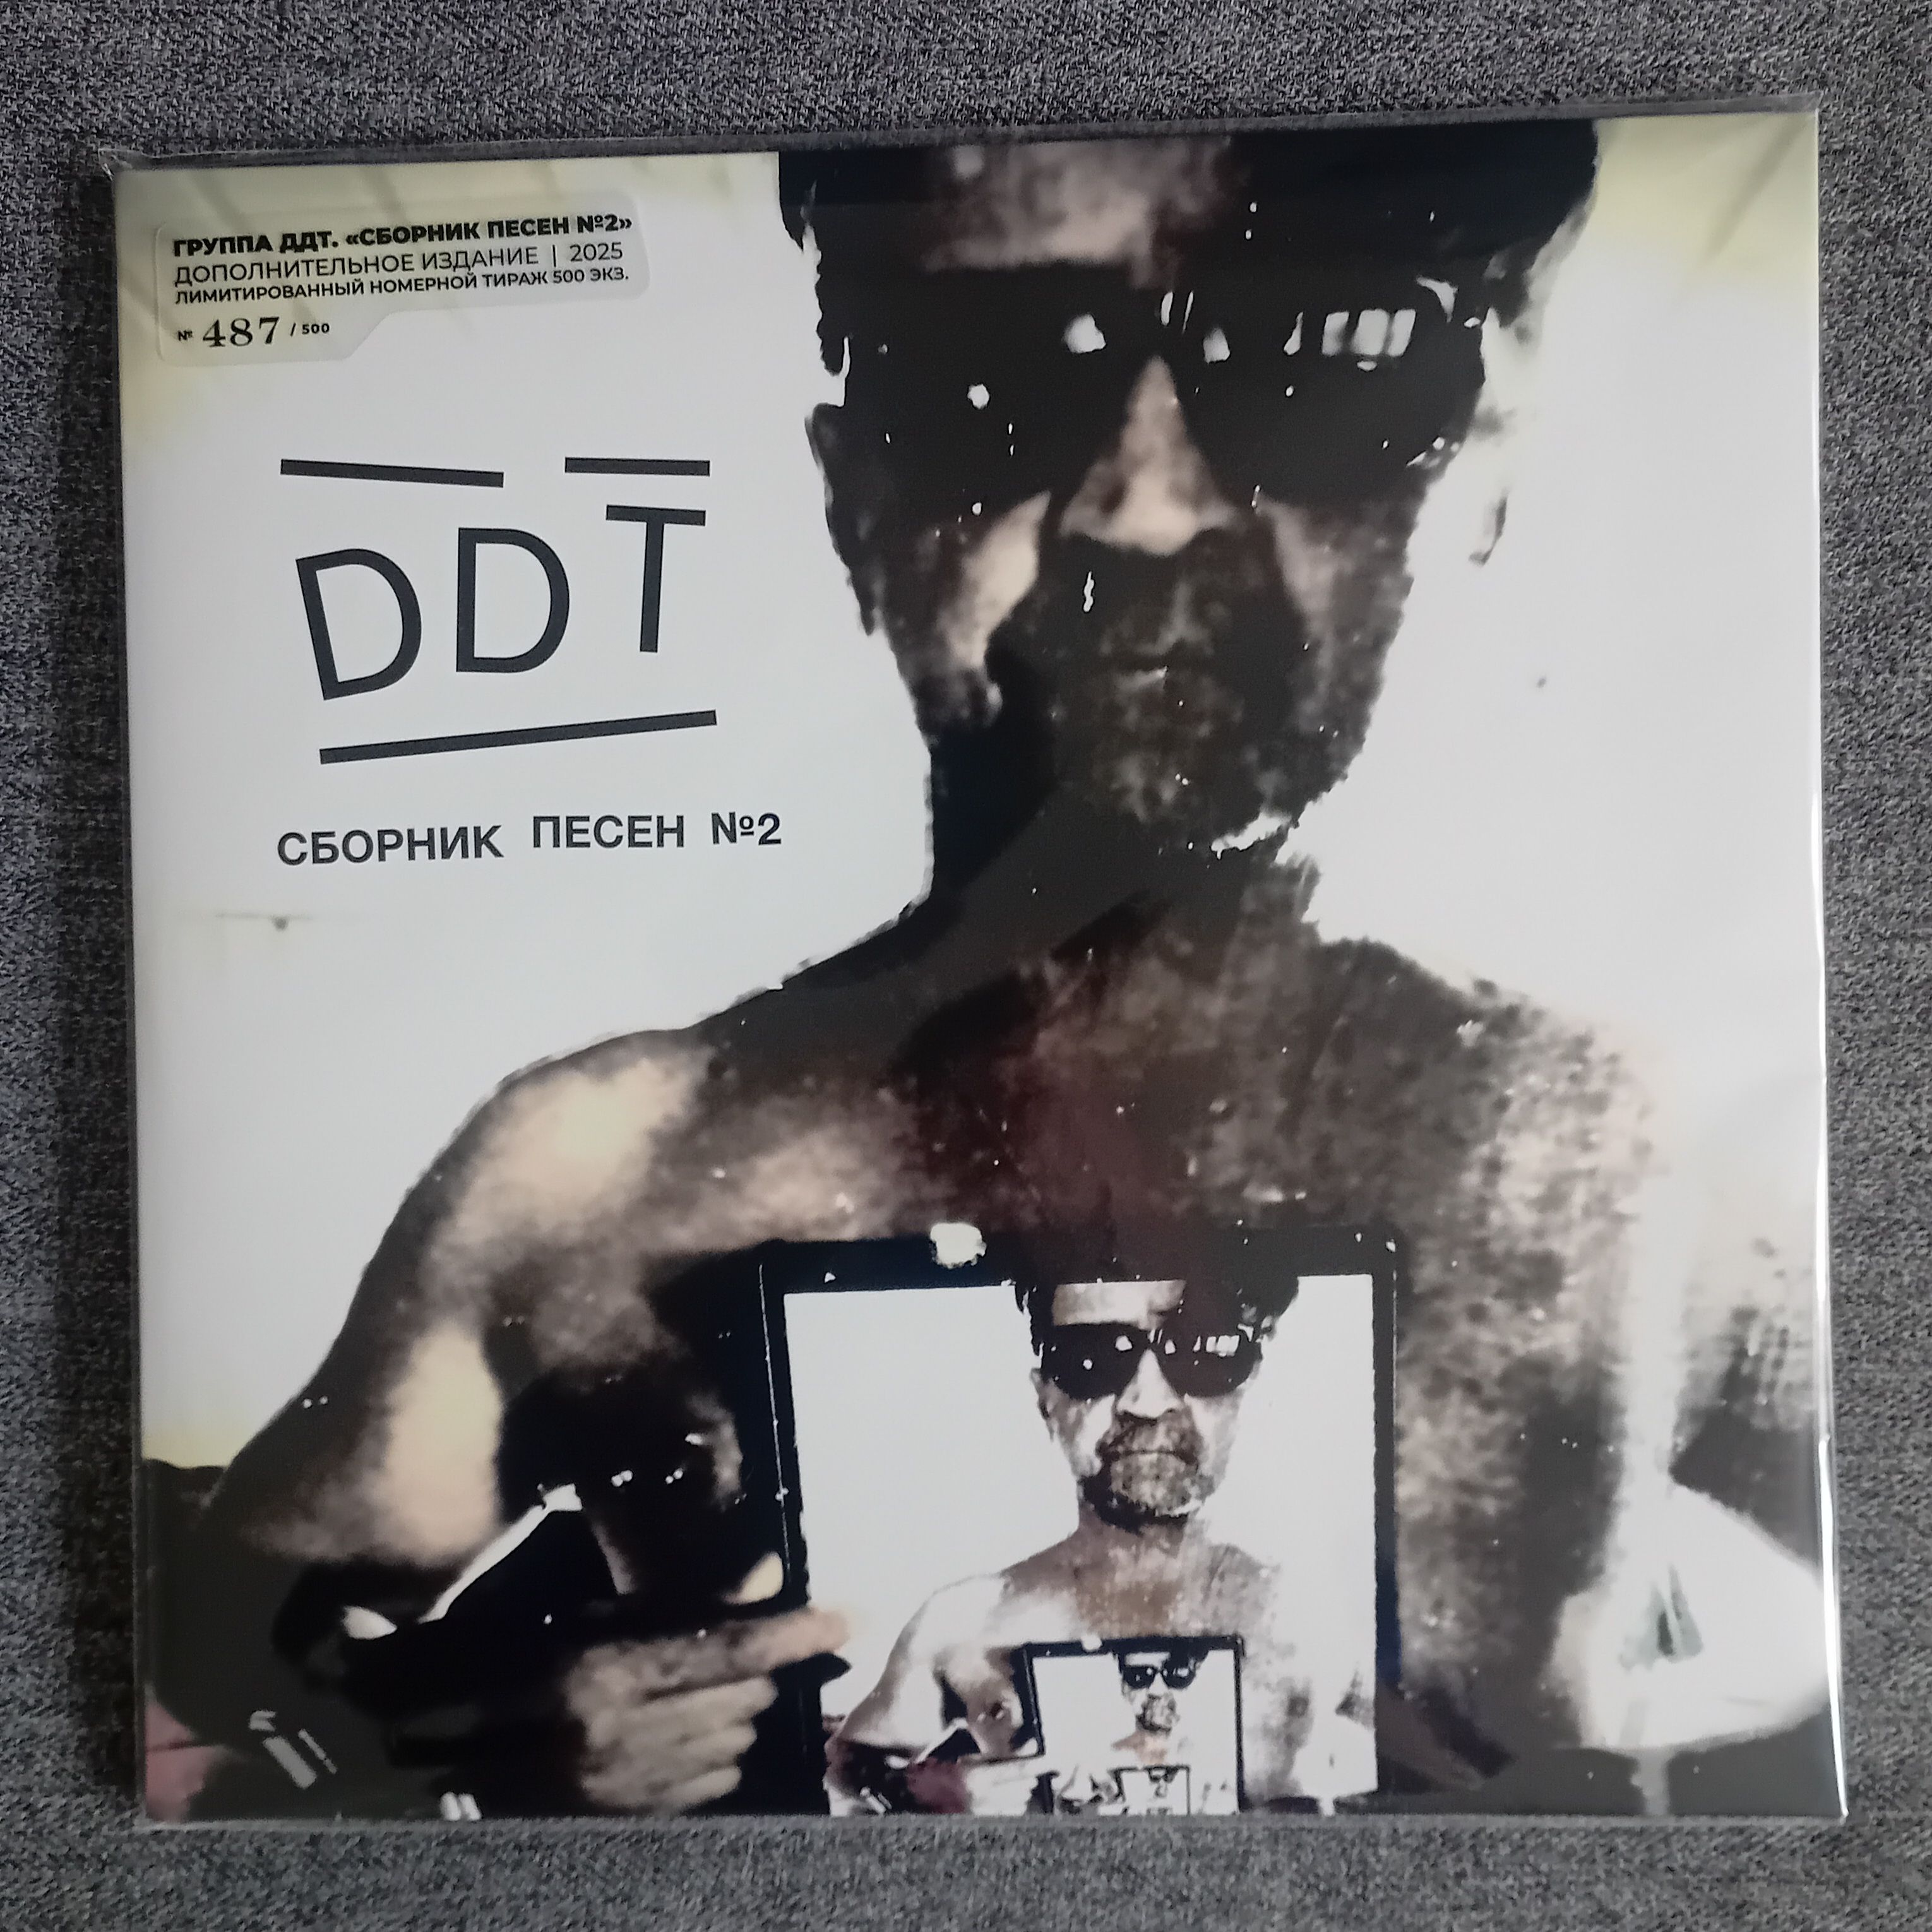 ГРУППА ДДТ. «СБОРНИК ПЕСЕН №2»
ДОПОЛНИТЕЛЬНОЕ ИЗДАНИЕ | 2025
ЛИМИТИРОВАННЫЙ НОМЕРНОЙ ТИРАЖ 500 ЭКЗ.
№ 487 / 500
DDT
СБОРНИК ПЕСЕН №2